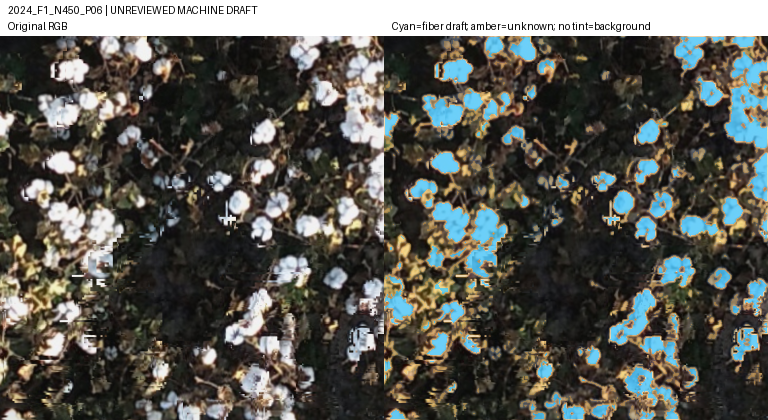 2024_F1_N450_P06 | UNREVIEWED MACHINE DRAFT
Original RGB
Cyan=fiber draft; amber=unknown; no tint=background